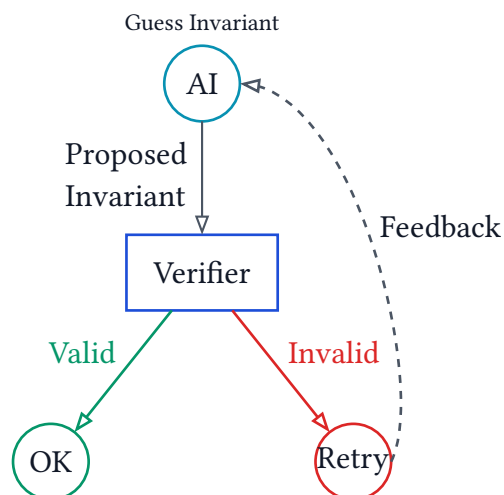 Guess Invariant
AI
Proposed
Invariant
Feedback
Verifier
Valid
Invalid
OK
Retry